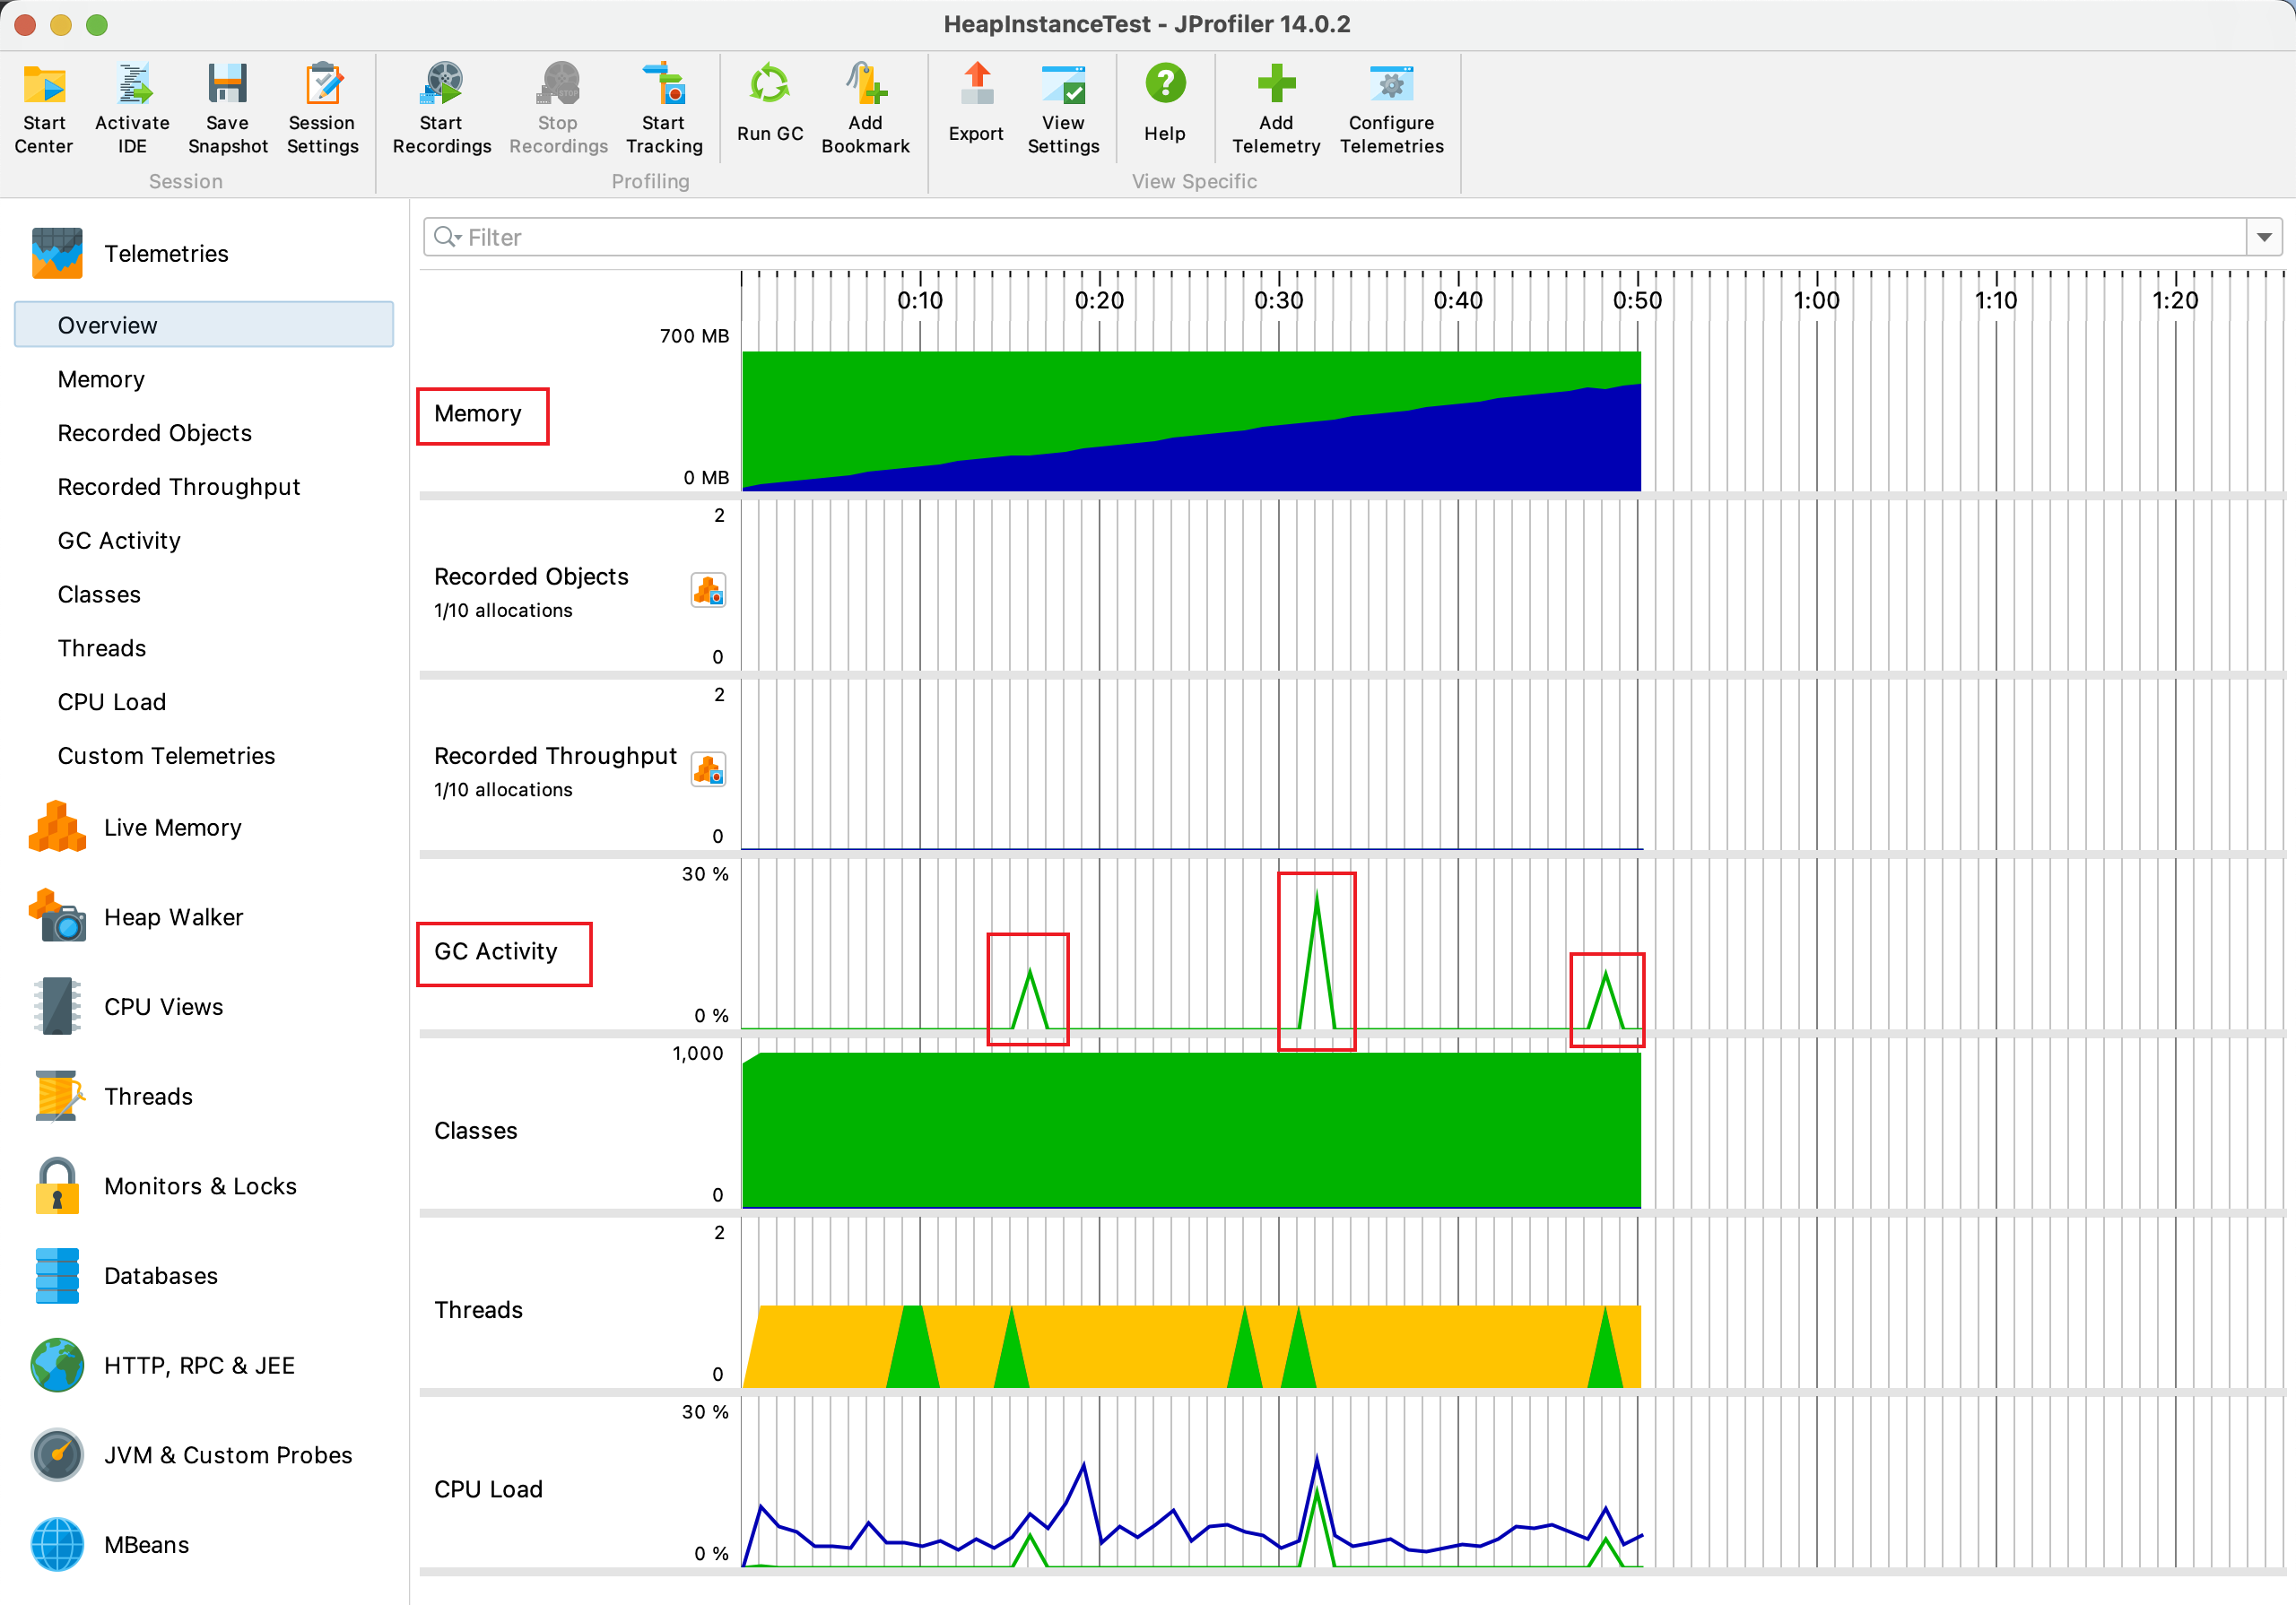 HeapInstanceTest - JProfiler 14.0.2
Start Center
Activate IDE
Save Snapshot
Session Settings
Start Recordings
Stop Recordings
Start Tracking
Run GC
Add Bookmark
Export
View Settings
Help
Add Telemetry
Configure Telemetries
Session
Profiling
View Specific
Telemetries
Overview
Memory
Recorded Objects
Recorded Throughput
GC Activity
Classes
Threads
CPU Load
Custom Telemetries
Live Memory
Heap Walker
CPU Views
Threads
Monitors & Locks
Databases
HTTP, RPC & JEE
JVM & Custom Probes
MBeans
Filter
0:10 0:20 0:30 0:40 0:50 1:00 1:10 1:20
700 MB
Memory
0 MB
2
Recorded Objects
1/10 allocations
0
2
Recorded Throughput
1/10 allocations
0
30 %
GC Activity
0 %
1,000
Classes
0
2
Threads
0
30 %
CPU Load
0 %